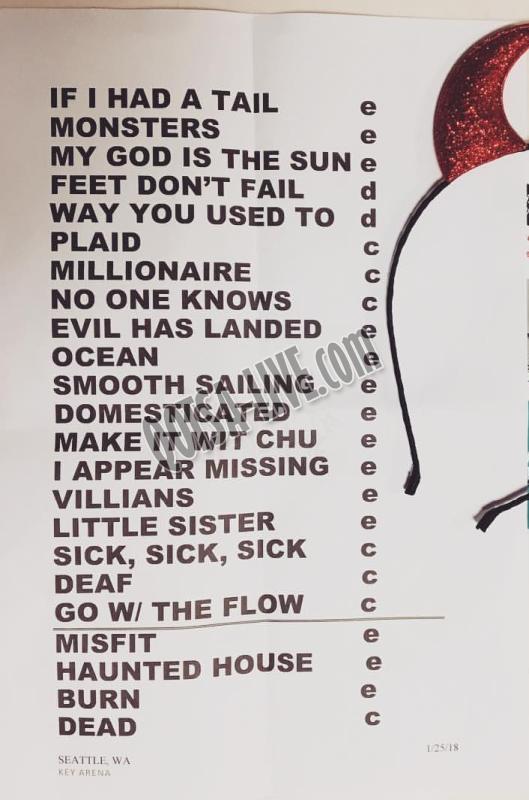 IF I HAD A TAIL e
MONSTERS e
MY GOD IS THE SUN e
FEET DON'T FAIL d
WAY YOU USED TO d
PLAID c
MILLIONAIRE c
NO ONE KNOWS c
EVIL HAS LANDED e
OCEAN e
SMOOTH SAILING e
DOMESTICATED e
MAKE IT WIT CHU e
I APPEAR MISSING e
VILLIANS e
LITTLE SISTER e
SICK, SICK, SICK c
DEAF c
GO W/ THE FLOW c
MISFIT e
HAUNTED HOUSE e
BURN e
DEAD c
SEATTLE, WA
KEY ARENA
1/25/18
QOTSA-LIVE.com